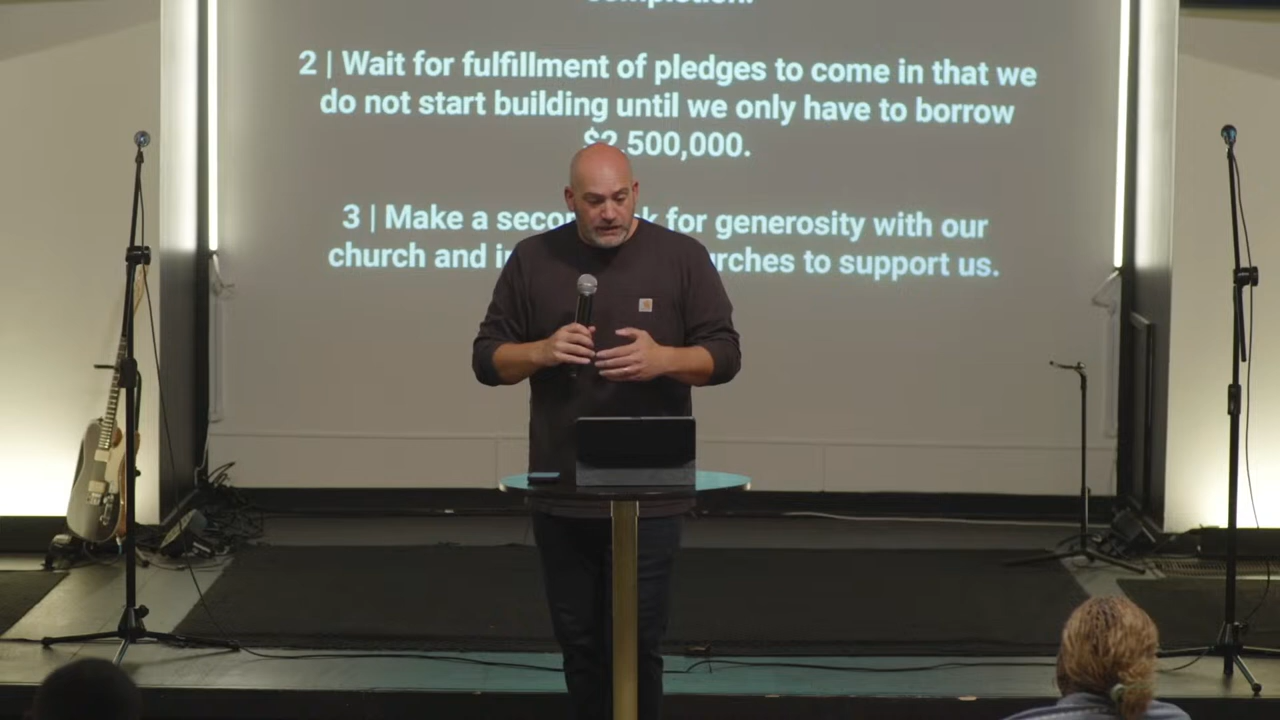 completion.
2 | Wait for fulfillment of pledges to come in that we
do not start building until we only have to borrow
$2,500,000.
3 | Make a for generosity with our
church and to support us.